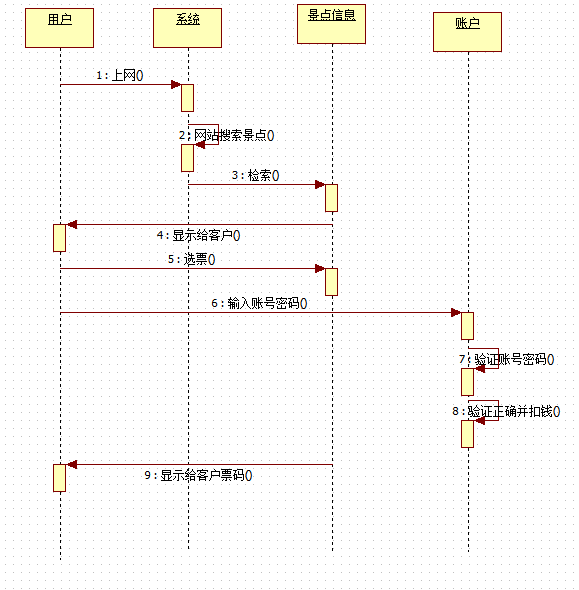 用户
系统
景点信息
账户
1 : 上网()
2 : 网站搜索景点()
3 : 检索()
4 : 显示给客户()
5 : 选票()
6 : 输入账号密码()
7 : 验证账号密码()
8 : 验证正确并扣钱()
9 : 显示给客户票码()